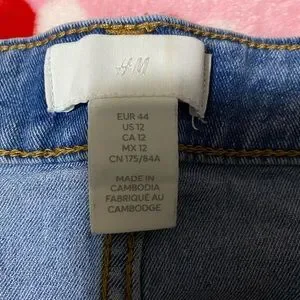 H&M
EUR 44
US 12
CA 12
MX 12
CN 175/84A
MADE IN
CAMBODIA
FABRIQUÉ AU
CAMBODGE